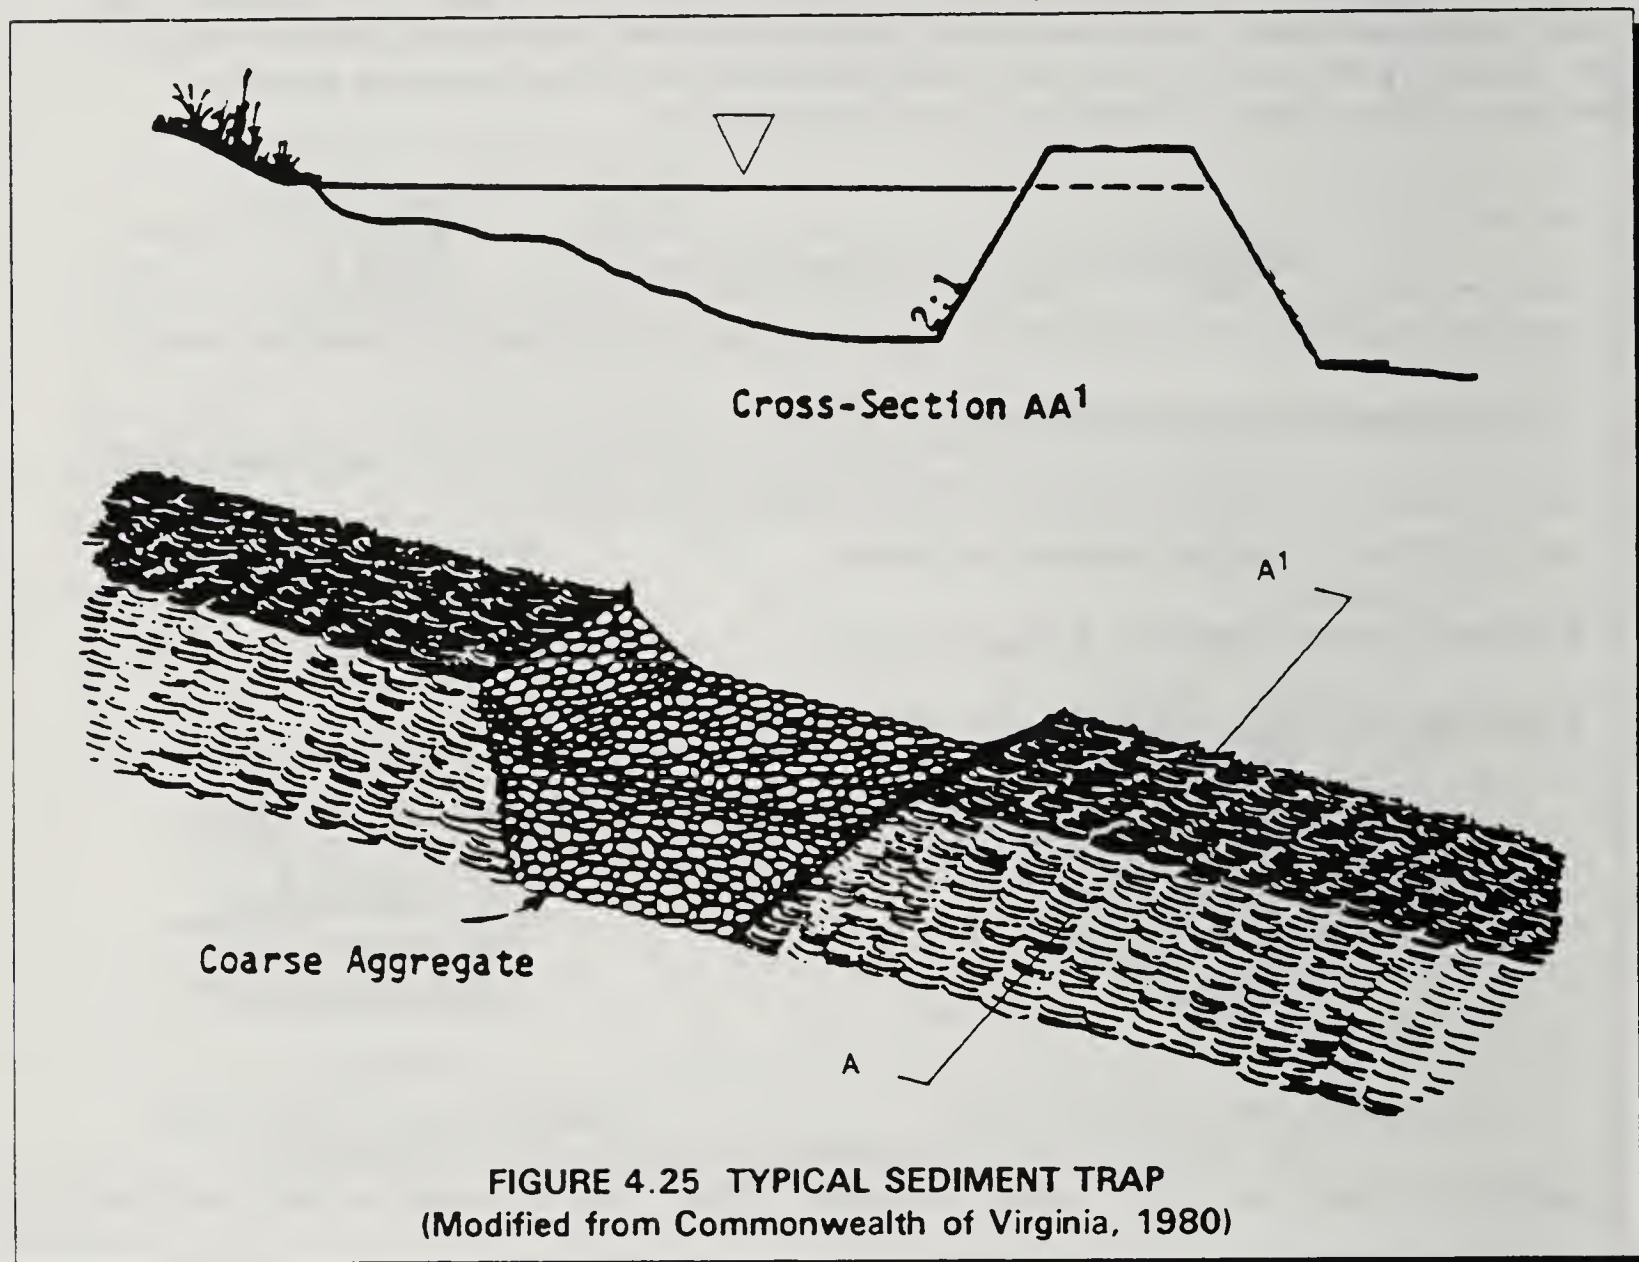 2:1
Cross-Section AA¹
A¹
Coarse Aggregate
A
FIGURE 4.25 TYPICAL SEDIMENT TRAP
(Modified from Commonwealth of Virginia, 1980)